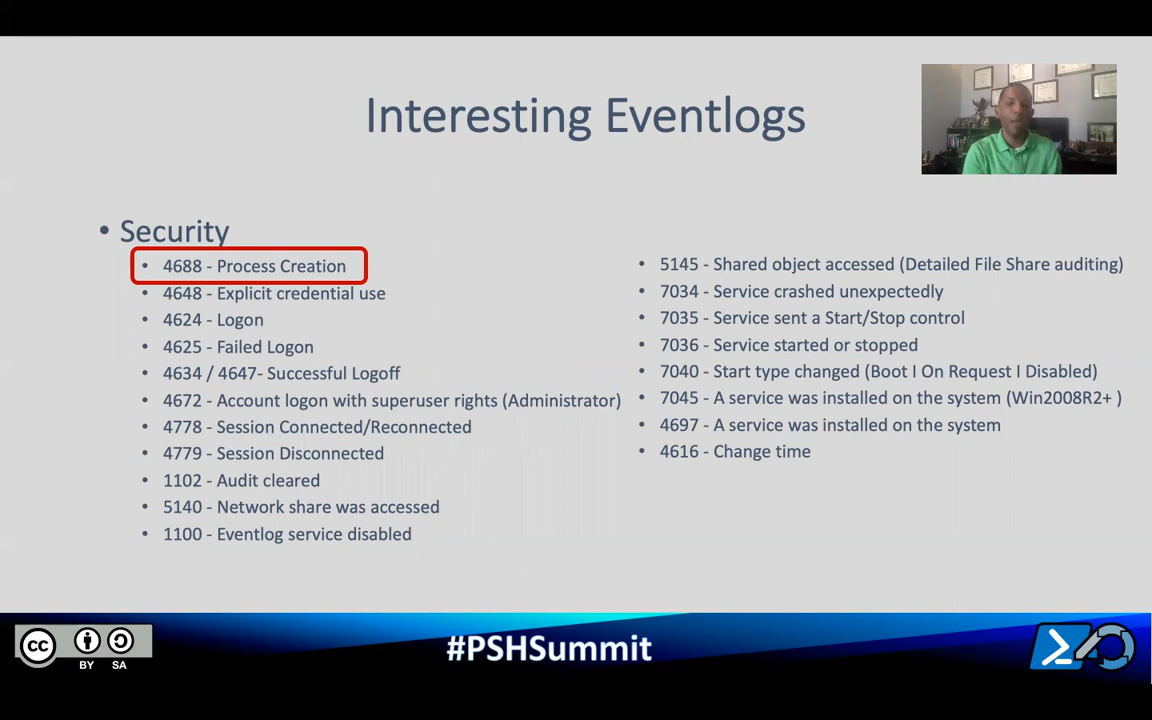 Interesting Eventlogs
• Security
• 4688 - Process Creation
• 4648 - Explicit credential use
• 4624 - Logon
• 4625 - Failed Logon
• 4634 / 4647- Successful Logoff
• 4672 - Account logon with superuser rights (Administrator)
• 4778 - Session Connected/Reconnected
• 4779 - Session Disconnected
• 1102 - Audit cleared
• 5140 - Network share was accessed
• 1100 - Eventlog service disabled
• 5145 - Shared object accessed (Detailed File Share auditing)
• 7034 - Service crashed unexpectedly
• 7035 - Service sent a Start/Stop control
• 7036 - Service started or stopped
• 7040 - Start type changed (Boot I On Request I Disabled)
• 7045 - A service was installed on the system (Win2008R2+ )
• 4697 - A service was installed on the system
• 4616 - Change time
cc
BY SA
#PSHSummit